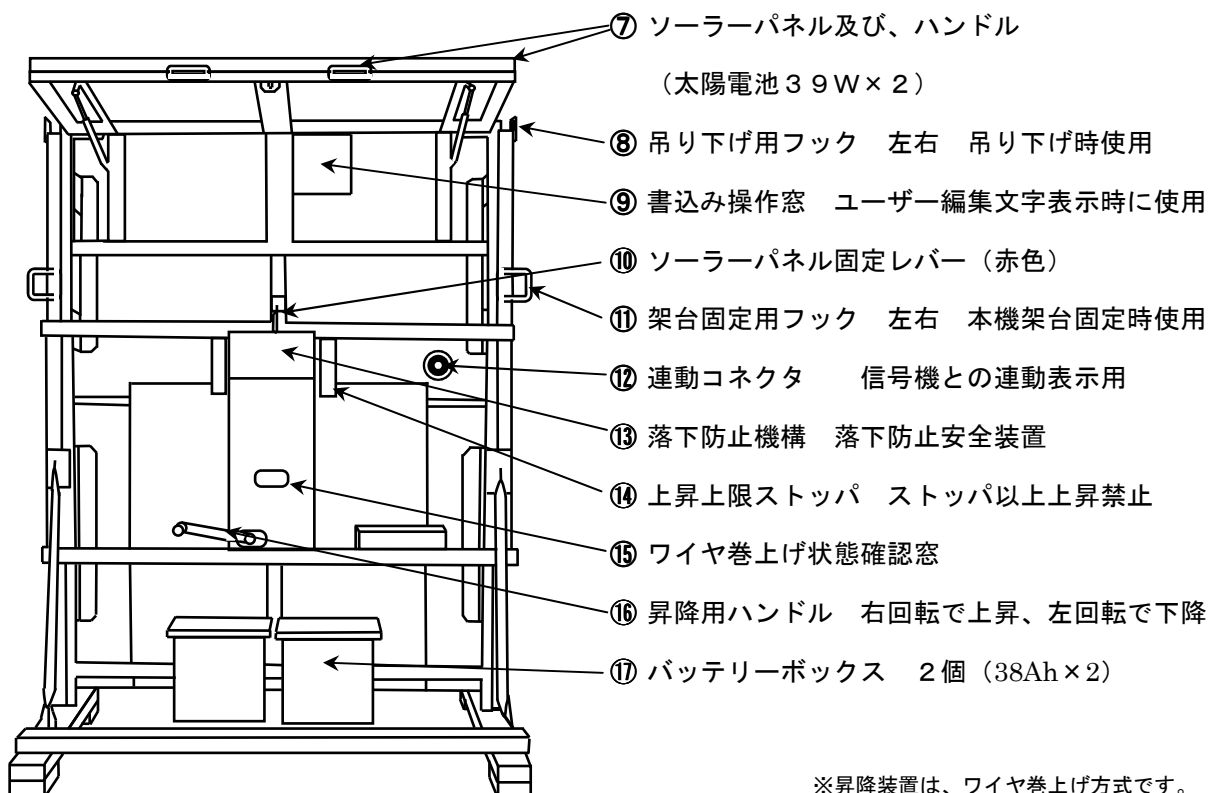 ⑦ ソーラーパネル及び、ハンドル
（太陽電池３９Ｗ×２）
⑧ 吊り下げ用フック　左右　吊り下げ時使用
⑨ 書込み操作窓　ユーザー編集文字表示時に使用
⑩ ソーラーパネル固定レバー（赤色）
⑪ 架台固定用フック　左右　本機架台固定時使用
⑫ 連動コネクタ　　信号機との連動表示用
⑬ 落下防止機構　落下防止安全装置
⑭ 上昇上限ストッパ　ストッパ以上上昇禁止
⑮ ワイヤ巻上げ状態確認窓
⑯ 昇降用ハンドル　右回転で上昇、左回転で下降
⑰ バッテリーボックス　２個（38Ah×2）
※昇降装置は、ワイヤ巻上げ方式です。